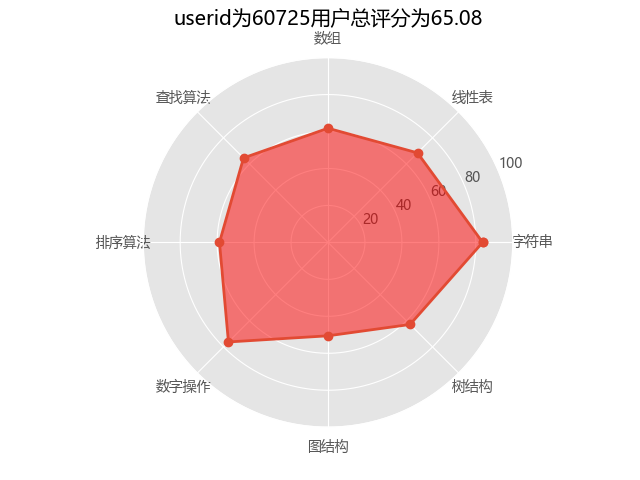 userid为60725用户总评分为65.08
数组
查找算法
线性表
100
80
60
40
20
排序算法
字符串
数字操作
树结构
图结构